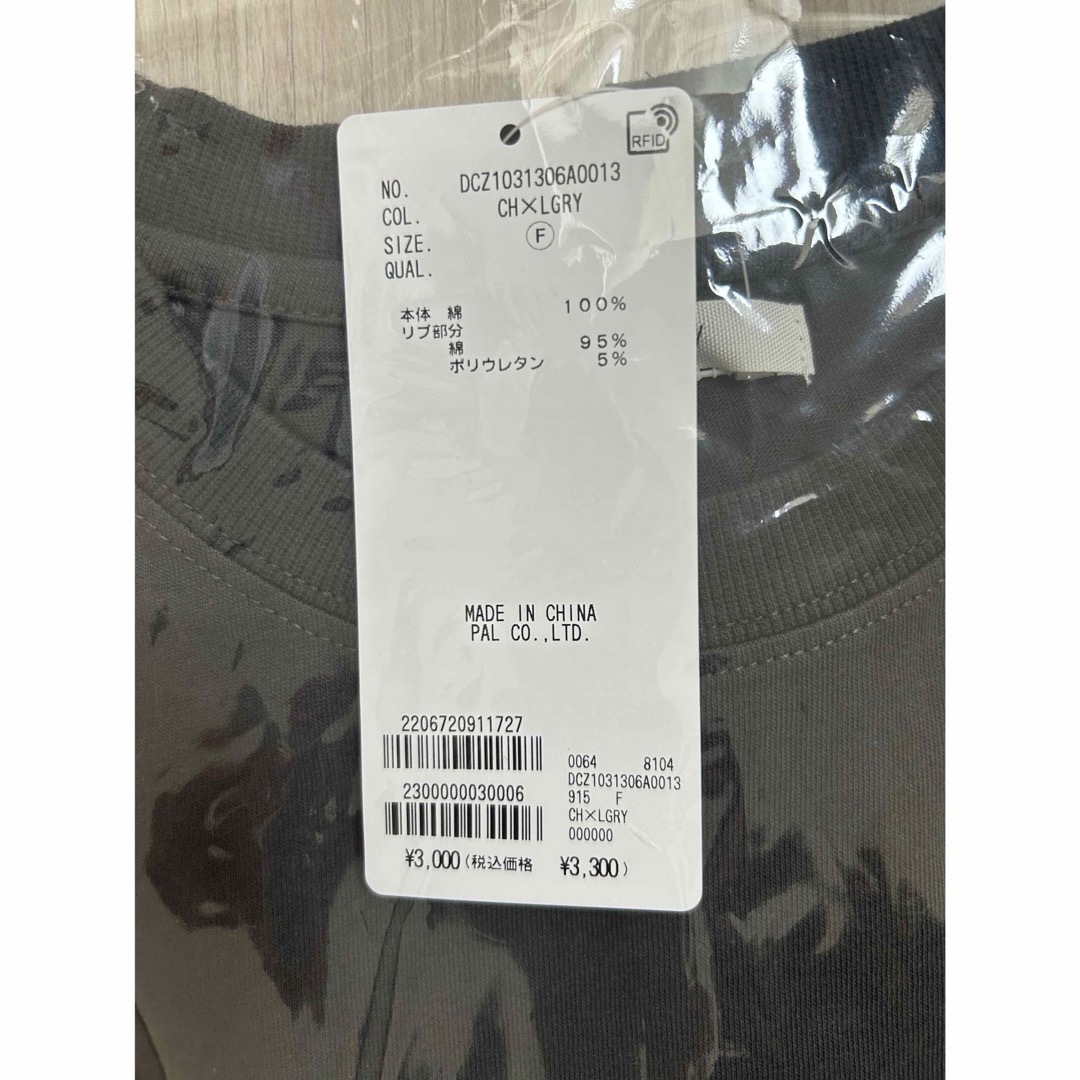 RFID
NO. DCZ1031306A0013
COL. CH×LGRY
SIZE. Ⓕ
QUAL.
本体 綿 100%
リブ部分
綿 95%
ポリウレタン 5%
MADE IN CHINA
PAL CO.,LTD.
2206720911727
2300000030006
0064 8104
DCZ1031306A0013
915 F
CH×LGRY
000000
¥3,000(税込価格 ¥3,300)